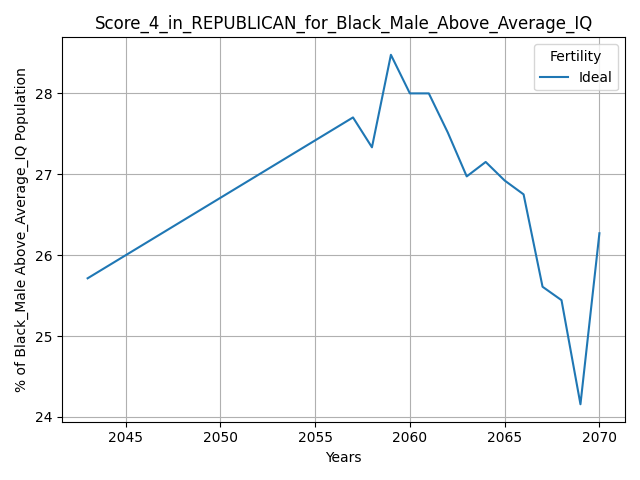 Score_4_in_REPUBLICAN_for_Black_Male_Above_Average_IQ
Fertility
Ideal
% of Black_Male Above_Average_IQ Population
28
27
26
25
24
2045 2050 2055 2060 2065 2070
Years